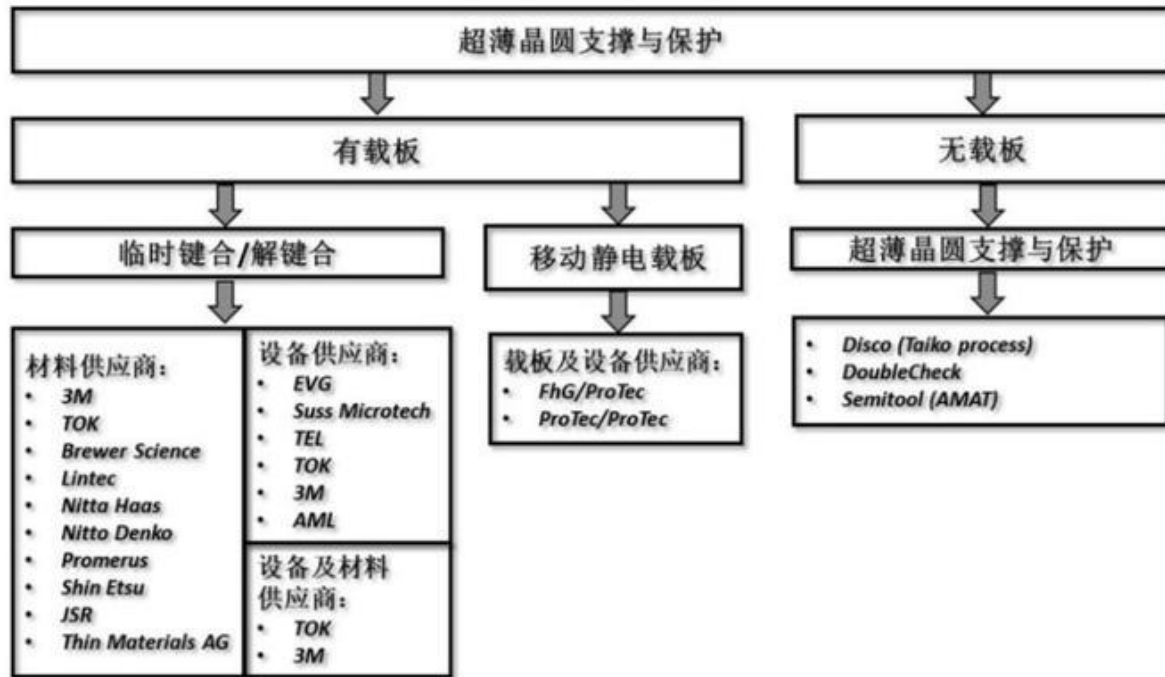 超薄晶圆支撑与保护
有载板
无载板
临时键合/解键合
移动静电载板
超薄晶圆支撑与保护
材料供应商：
• 3M
• TOK
• Brewer Science
• Lintec
• Nitta Haas
• Nitto Denko
• Promerus
• Shin Etsu
• JSR
• Thin Materials AG
设备供应商：
• EVG
• Suss Microtech
• TEL
• TOK
• 3M
• AML
设备及材料
供应商：
• TOK
• 3M
载板及设备供应商：
• FhG/ProTec
• ProTec/ProTec
• Disco (Taiko process)
• DoubleCheck
• Semitool (AMAT)